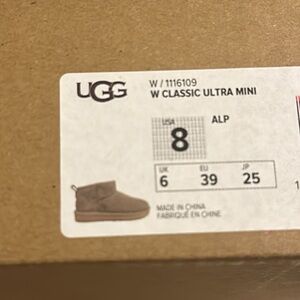 UGG
W / 1116109
W CLASSIC ULTRA MINI
USA
8
ALP
UK EU JP
6 39 25
MADE IN CHINA
FABRIQUÉ EN CHINE